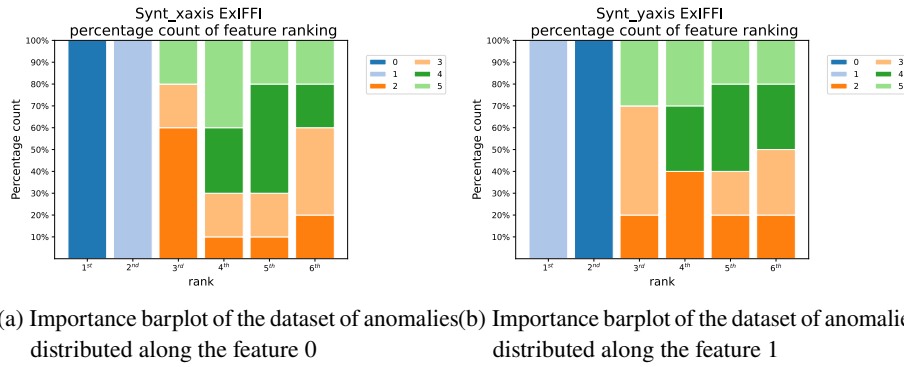 Synt_xaxis ExIFFI
percentage count of feature ranking
100%
90%
80%
70%
60%
50%
40%
30%
20%
10%
Percentage count
1st
2nd
3rd
4th
5th
6th
rank
0
1
2
3
4
5
Synt_yaxis ExIFFI
percentage count of feature ranking
100%
90%
80%
70%
60%
50%
40%
30%
20%
10%
Percentage count
1st
2nd
3rd
4th
5th
6th
rank
0
1
2
3
4
5
(a) Importance barplot of the dataset of anomalies
distributed along the feature 0
(b) Importance barplot of the dataset of anomalie
distributed along the feature 1